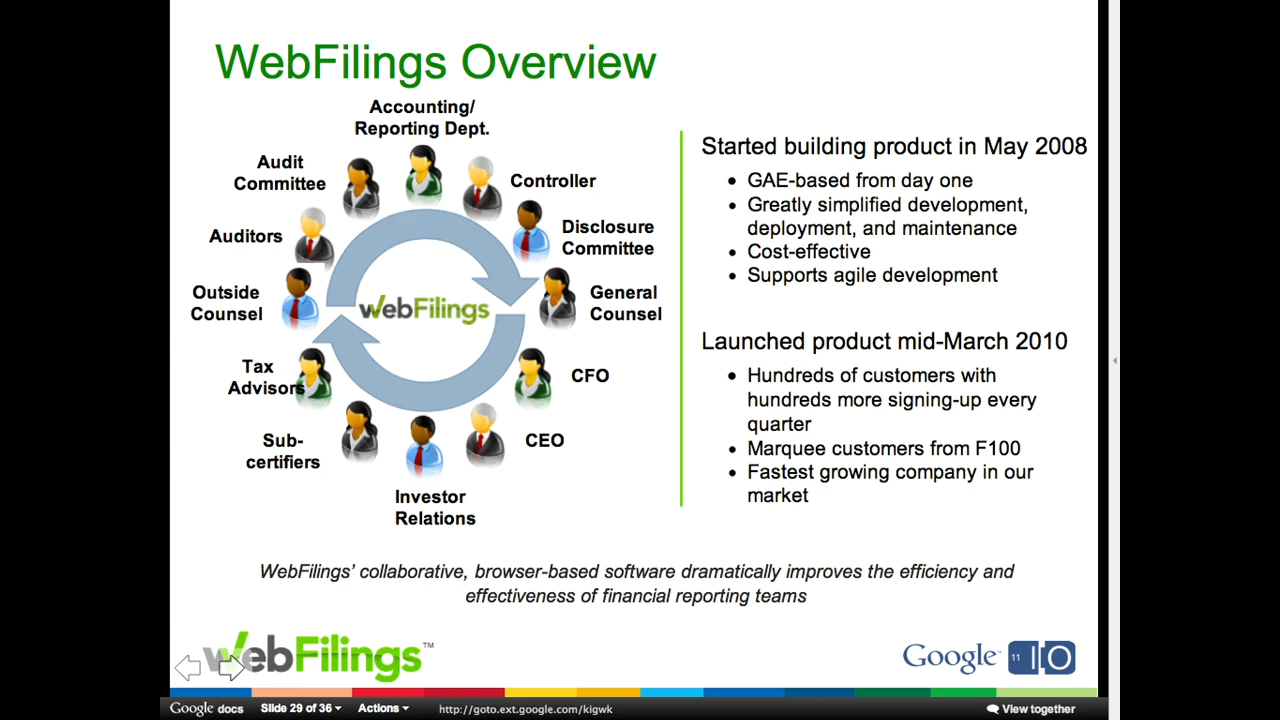 WebFilings Overview
Accounting/
Reporting Dept.
Audit
Committee
Controller
Auditors
Disclosure
Committee
Outside
Counsel
General
Counsel
webFilings
Tax
Advisors
CFO
Sub-
certifiers
CEO
Investor
Relations
Started building product in May 2008
• GAE-based from day one
• Greatly simplified development,
deployment, and maintenance
• Cost-effective
• Supports agile development
Launched product mid-March 2010
• Hundreds of customers with
hundreds more signing-up every
quarter
• Marquee customers from F100
• Fastest growing company in our
market
WebFilings' collaborative, browser-based software dramatically improves the efficiency and
effectiveness of financial reporting teams
webFilings™
Google™ 11 IO
Google docs Slide 29 of 36 Actions http://goto.ext.google.com/kigwk View together